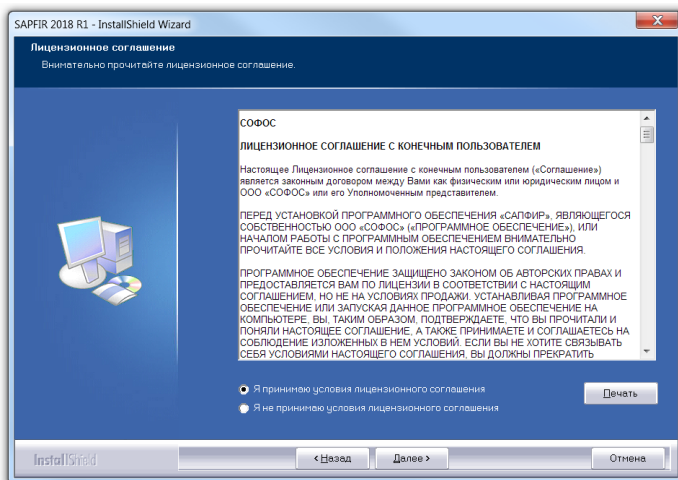 SAPFIR 2018 R1 - InstallShield Wizard
Лицензионное соглашение
Внимательно прочитайте лицензионное соглашение.
СОФОС
ЛИЦЕНЗИОННОЕ СОГЛАШЕНИЕ С КОНЕЧНЫМ ПОЛЬЗОВАТЕЛЕМ
Настоящее Лицензионное соглашение с конечным пользователем («Соглашение»)
является законным договором между Вами как физическим или юридическим лицом и
ООО «СОФОС» или его Уполномоченным представителем.
ПЕРЕД УСТАНОВКОЙ ПРОГРАММНОГО ОБЕСПЕЧЕНИЯ «САПФИР», ЯВЛЯЮЩЕГОСЯ
СОБСТВЕННОСТЬЮ ООО «СОФОС» («ПРОГРАММНОЕ ОБЕСПЕЧЕНИЕ»), ИЛИ
НАЧАЛОМ РАБОТЫ С ПРОГРАММНЫМ ОБЕСПЕЧЕНИЕМ ВНИМАТЕЛЬНО
ПРОЧИТАЙТЕ ВСЕ УСЛОВИЯ И ПОЛОЖЕНИЯ НАСТОЯЩЕГО СОГЛАШЕНИЯ.
ПРОГРАММНОЕ ОБЕСПЕЧЕНИЕ ЗАЩИЩЕНО ЗАКОНОМ ОБ АВТОРСКИХ ПРАВАХ И
ПРЕДОСТАВЛЯЕТСЯ ВАМ ПО ЛИЦЕНЗИИ В СООТВЕТСТВИИ С НАСТОЯЩИМ
СОГЛАШЕНИЕМ, НО НЕ НА УСЛОВИЯХ ПРОДАЖИ. УСТАНАВЛИВАЯ ПРОГРАММНОЕ
ОБЕСПЕЧЕНИЕ ИЛИ ЗАПУСКАЯ ДАННОЕ ПРОГРАММНОЕ ОБЕСПЕЧЕНИЕ НА
КОМПЬЮТЕРЕ, ВЫ, ТАКИМ ОБРАЗОМ, ПОДТВЕРЖДАЕТЕ, ЧТО ВЫ ПРОЧИТАЛИ И
ПОНЯЛИ НАСТОЯЩЕЕ СОГЛАШЕНИЕ, А ТАКЖЕ ПРИНИМАЕТЕ И СОГЛАШАЕТЕСЬ НА
СОБЛЮДЕНИЕ ИЗЛОЖЕННЫХ В НЕМ УСЛОВИЙ. ЕСЛИ ВЫ НЕ ХОТИТЕ СВЯЗЫВАТЬ
СЕБЯ УСЛОВИЯМИ НАСТОЯЩЕГО СОГЛАШЕНИЯ, ВЫ ДОЛЖНЫ ПРЕКРАТИТЬ
Я принимаю условия лицензионного соглашения
Печать
Я не принимаю условия лицензионного соглашения
InstallShield
< Назад
Далее >
Отмена